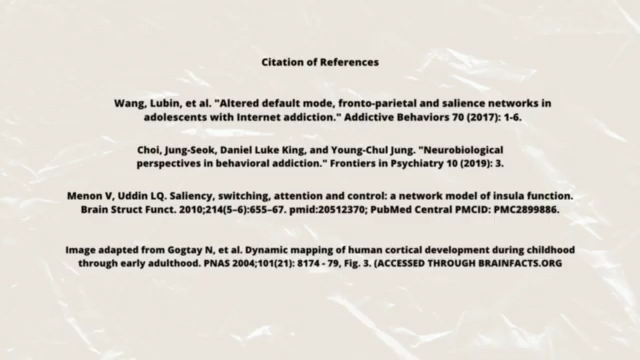 Citation of References
Wang, Lubin, et al. "Altered default mode, fronto-parietal and salience networks in
adolescents with Internet addiction." Addictive Behaviors 70 (2017): 1-6.
Choi, Jung-Seok, Daniel Luke King, and Young-Chul Jung. "Neurobiological
perspectives in behavioral addiction." Frontiers in Psychiatry 10 (2019): 3.
Menon V, Uddin LQ. Saliency, switching, attention and control: a network model of insula function.
Brain Struct Funct. 2010;214(5–6):655–67. pmid:20512370; PubMed Central PMCID: PMC2899886.
Image adapted from Gogtay N, et al. Dynamic mapping of human cortical development during childhood
through early adulthood. PNAS 2004;101(21): 8174 - 79, Fig. 3. (ACCESSED THROUGH BRAINFACTS.ORG